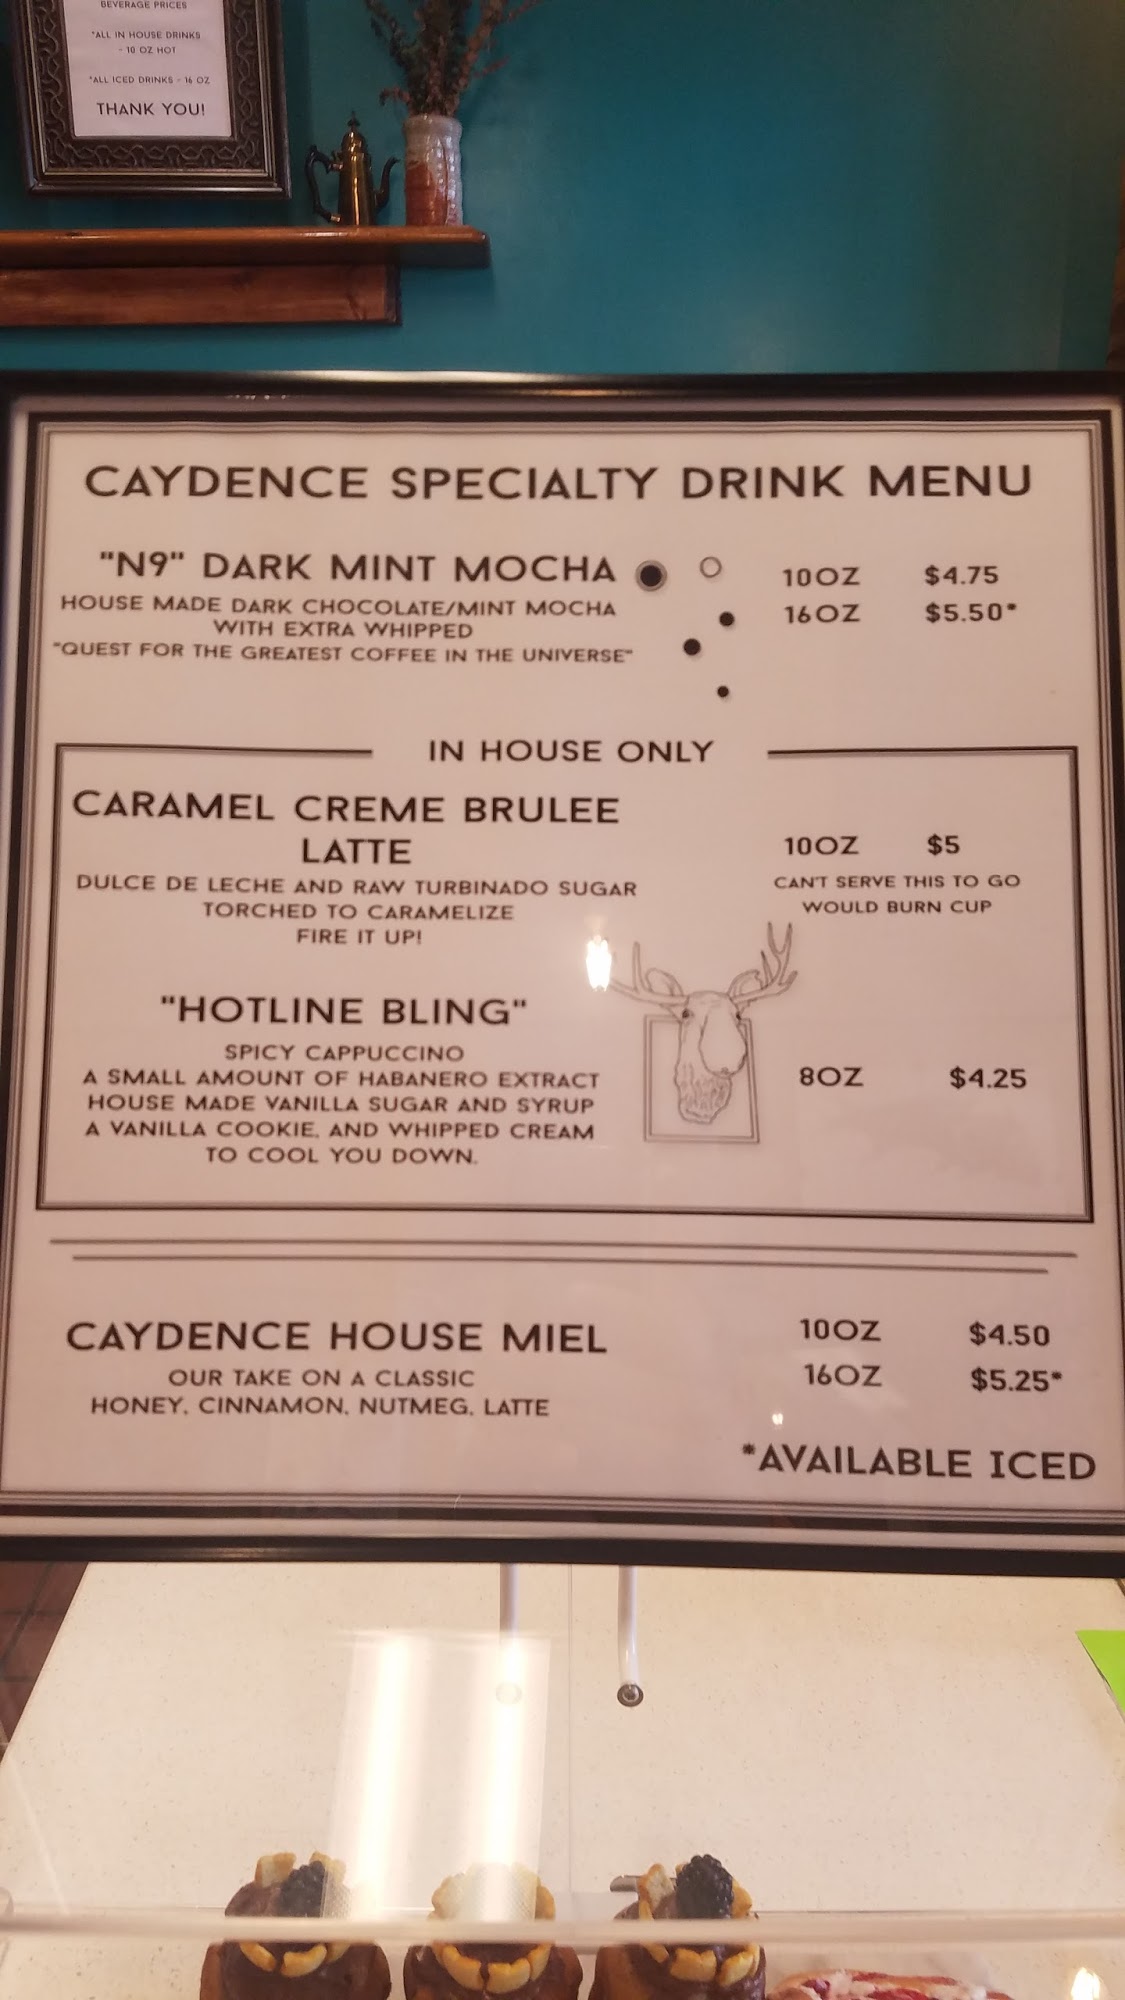 BEVERAGE PRICES
*ALL IN HOUSE DRINKS
- 10 OZ HOT
*ALL ICED DRINKS - 16 OZ
THANK YOU!
CAYDENCE SPECIALTY DRINK MENU
"N9" DARK MINT MOCHA 10OZ $4.75
HOUSE MADE DARK CHOCOLATE/MINT MOCHA 16OZ $5.50*
WITH EXTRA WHIPPED
"QUEST FOR THE GREATEST COFFEE IN THE UNIVERSE"
IN HOUSE ONLY
CARAMEL CREME BRULEE
LATTE 10OZ $5
DULCE DE LECHE AND RAW TURBINADO SUGAR CAN'T SERVE THIS TO GO
TORCHED TO CARAMELIZE WOULD BURN CUP
FIRE IT UP!
"HOTLINE BLING"
SPICY CAPPUCCINO
A SMALL AMOUNT OF HABANERO EXTRACT 8OZ $4.25
HOUSE MADE VANILLA SUGAR AND SYRUP
A VANILLA COOKIE, AND WHIPPED CREAM
TO COOL YOU DOWN.
CAYDENCE HOUSE MIEL 10OZ $4.50
OUR TAKE ON A CLASSIC 16OZ $5.25*
HONEY, CINNAMON, NUTMEG, LATTE
*AVAILABLE ICED